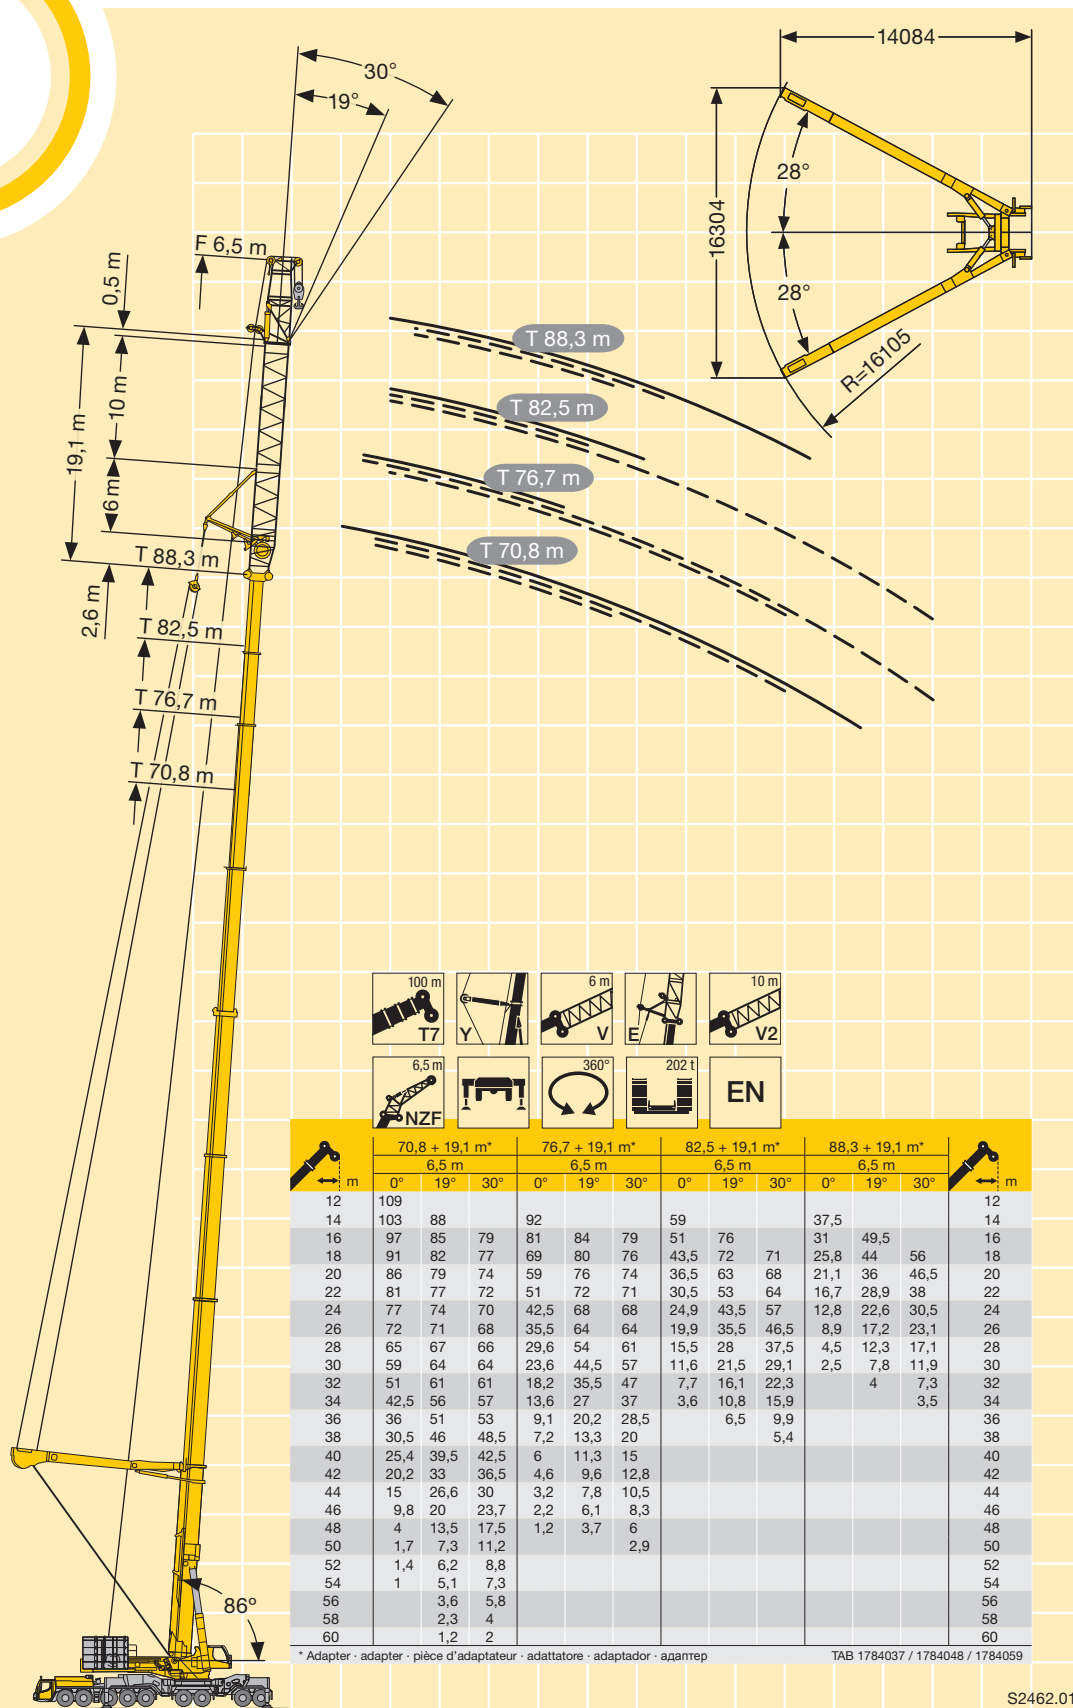 14084
30°
19°
28°
16304
28°
R=16105
F 6,5 m
0,5 m
10 m
19,1 m
6 m
T 88,3 m
2,6 m
T 82,5 m
T 76,7 m
T 70,8 m
T 88,3 m
T 82,5 m
T 76,7 m
T 70,8 m
86°
100 m T7
Y
6 m V
E
10 m V2
6,5 m NZF
360°
202 t
EN
70,8 + 19,1 m* 76,7 + 19,1 m* 82,5 + 19,1 m* 88,3 + 19,1 m*
6,5 m 6,5 m 6,5 m 6,5 m
m 0° 19° 30° 0° 19° 30° 0° 19° 30° 0° 19° 30° m
12 109 12
14 103 88 92 59 37,5 14
16 97 85 79 81 84 79 51 76 31 49,5 16
18 91 82 77 69 80 76 43,5 72 71 25,8 44 56 18
20 86 79 74 59 76 74 36,5 63 68 21,1 36 46,5 20
22 81 77 72 51 72 71 30,5 53 64 16,7 28,9 38 22
24 77 74 70 42,5 68 68 24,9 43,5 57 12,8 22,6 30,5 24
26 72 71 68 35,5 64 64 19,9 35,5 46,5 8,9 17,2 23,1 26
28 65 67 66 29,6 54 61 15,5 28 37,5 4,5 12,3 17,1 28
30 59 64 64 23,6 44,5 57 11,6 21,5 29,1 2,5 7,8 11,9 30
32 51 61 61 18,2 35,5 47 7,7 16,1 22,3 4 7,3 32
34 42,5 56 57 13,6 27 37 3,6 10,8 15,9 3,5 34
36 36 51 53 9,1 20,2 28,5 6,5 9,9 36
38 30,5 46 48,5 7,2 13,3 20 5,4 38
40 25,4 39,5 42,5 6 11,3 15 40
42 20,2 33 36,5 4,6 9,6 12,8 42
44 15 26,6 30 3,2 7,8 10,5 44
46 9,8 20 23,7 2,2 6,1 8,3 46
48 4 13,5 17,5 1,2 3,7 6 48
50 1,7 7,3 11,2 2,9 50
52 1,4 6,2 8,8 52
54 1 5,1 7,3 54
56 3,6 5,8 56
58 2,3 4 58
60 1,2 2 60
* Adapter · adapter · pièce d'adaptateur · adattatore · adaptador · адаптер TAB 1784037 / 1784048 / 1784059
S2462.01